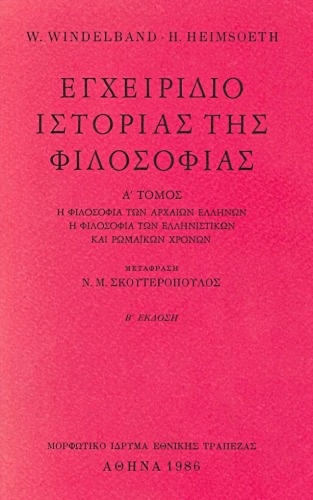 W. WINDELBAND - H. HEIMSOETH
ΕΓΧΕΙΡΙΔΙΟ
ΙΣΤΟΡΙΑΣ ΤΗΣ
ΦΙΛΟΣΟΦΙΑΣ
Α΄ ΤΟΜΟΣ
Η ΦΙΛΟΣΟΦΙΑ ΤΩΝ ΑΡΧΑΙΩΝ ΕΛΛΗΝΩΝ
Η ΦΙΛΟΣΟΦΙΑ ΤΩΝ ΕΛΛΗΝΙΣΤΙΚΩΝ
ΚΑΙ ΡΩΜΑΪΚΩΝ ΧΡΟΝΩΝ
ΜΕΤΑΦΡΑΣΗ
Ν. Μ. ΣΚΟΥΤΕΡΟΠΟΥΛΟΣ
Β΄ ΕΚΔΟΣΗ
ΜΟΡΦΩΤΙΚΟ ΙΔΡΥΜΑ ΕΘΝΙΚΗΣ ΤΡΑΠΕΖΑΣ
ΑΘΗΝΑ 1986